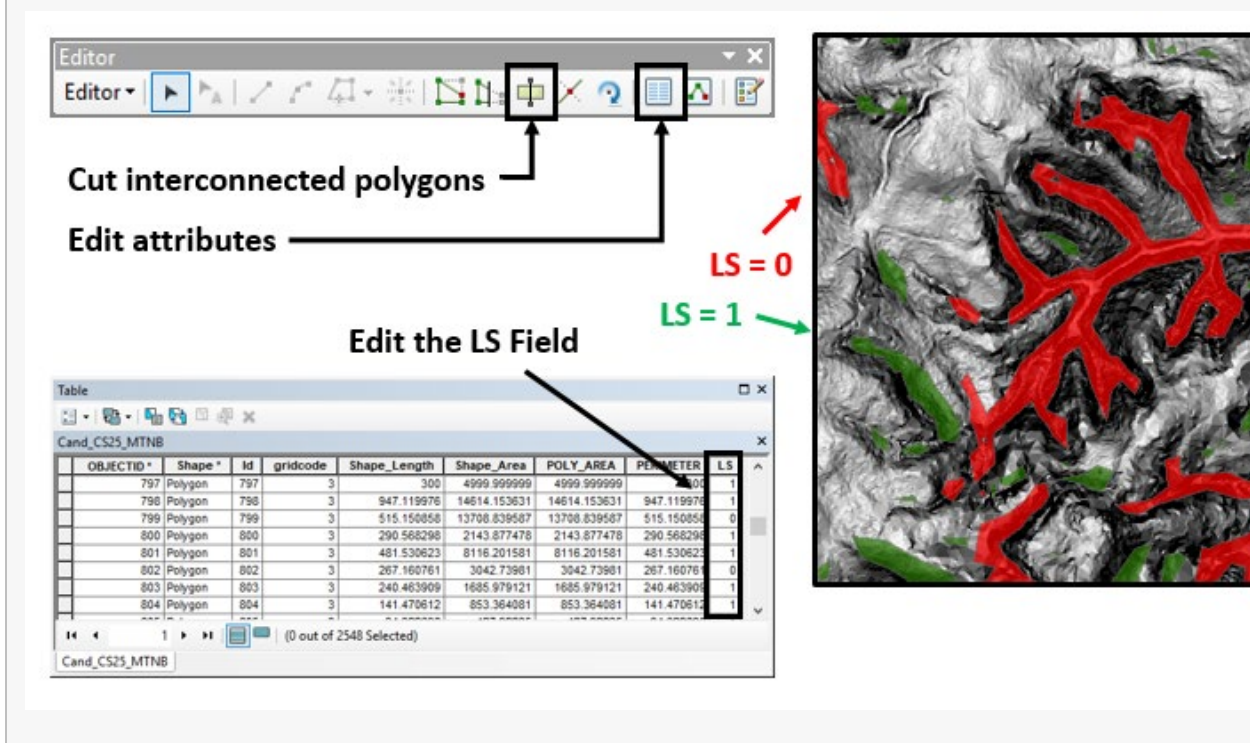 Editor
Editor
Cut interconnected polygons
Edit attributes
LS = 0
LS = 1
Edit the LS Field
Table
Cand_CS25_MTNB
OBJECTID * Shape * Id gridcode Shape_Length Shape_Area POLY_AREA PERIMETER LS
797 Polygon 797 3 300 4999.999999 4999.999999 1
798 Polygon 798 3 947.119976 14614.153631 14614.153631 947.119976 1
799 Polygon 799 3 515.150858 13708.839587 13708.839587 515.150858 0
800 Polygon 800 3 290.568298 2143.877478 2143.877478 290.568298 1
801 Polygon 801 3 481.530623 8116.201581 8116.201581 481.530623 1
802 Polygon 802 3 267.160761 3042.73981 3042.73981 267.160761 0
803 Polygon 803 3 240.463909 1685.979121 1685.979121 240.463909 1
804 Polygon 804 3 141.470612 853.364081 853.364081 141.470612 1
1 (0 out of 2548 Selected)
Cand_CS25_MTNB